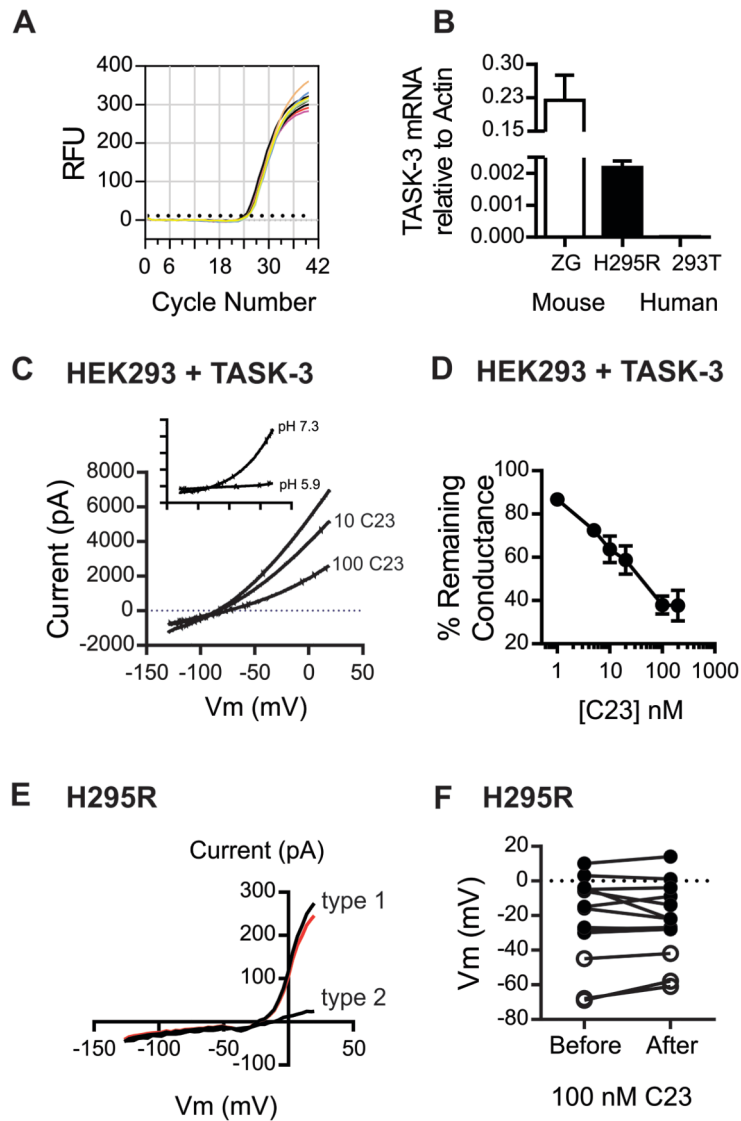 A
400
300
200
100
0
RFU
0 6 18 30 42
Cycle Number
B
TASK-3 mRNA
relative to Actin
0.30
0.23
0.15
0.002
0.001
0.000
ZG H295R 293T
Mouse Human
C HEK293 + TASK-3
pH 7.3
pH 5.9
8000
6000
4000
2000
0
-2000
Current (pA)
10 C23
100 C23
-150 -100 -50 0 50
Vm (mV)
D HEK293 + TASK-3
% Remaining
Conductance
100
80
60
40
20
1 10 100 1000
[C23] nM
E H295R
Current (pA)
300
200
100
-100
type 1
type 2
-150 -100 -50 50
Vm (mV)
F H295R
20
0
-20
-40
-60
-80
Vm (mV)
Before After
100 nM C23